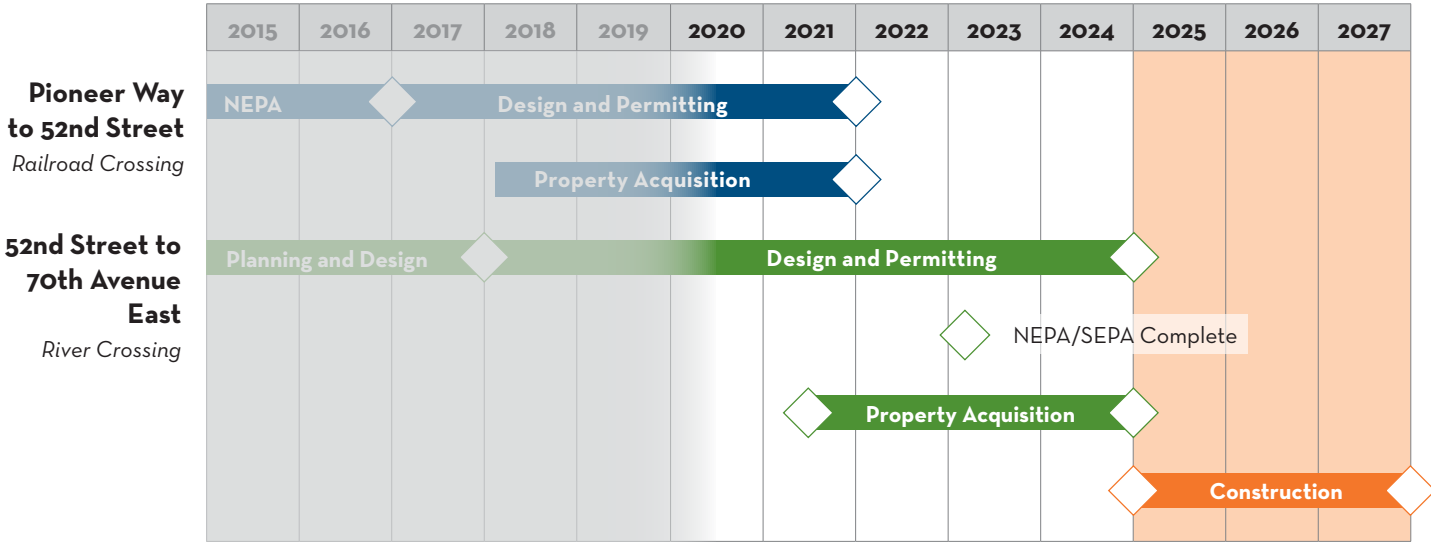 2015 2016 2017 2018 2019 2020 2021 2022 2023 2024 2025 2026 2027
Pioneer Way
to 52nd Street
Railroad Crossing
NEPA
Design and Permitting
Property Acquisition
52nd Street to
70th Avenue
East
River Crossing
Planning and Design
Design and Permitting
NEPA/SEPA Complete
Property Acquisition
Construction